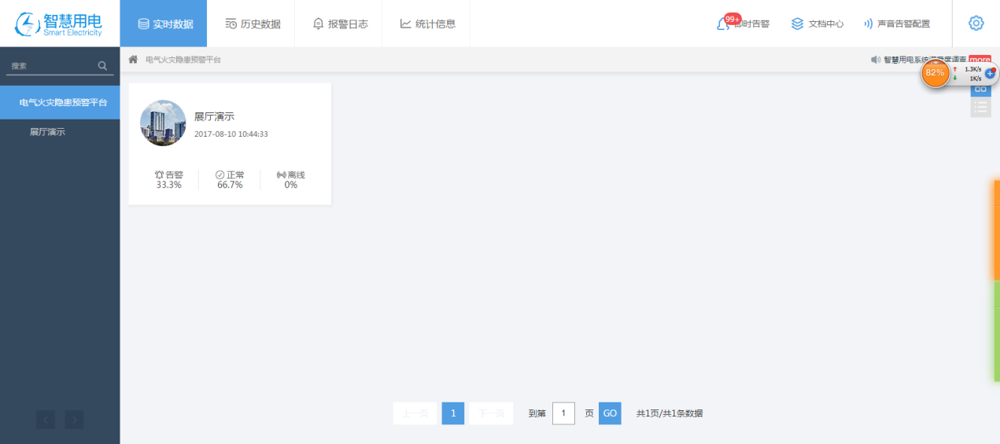 智慧用电
Smart Electricity
实时数据
历史数据
报警日志
统计信息
99+
时告警
文档中心
声音告警配置
搜索
电气火灾隐患预警平台
智慧用电系统满意度调查
more
82%
1.3K/s
1K/s
电气火灾隐患预警平台
展厅演示
展厅演示
2017-08-10 10:44:33
告警
33.3%
正常
66.7%
离线
0%
上一页 1 下一页 到第 1 页 GO 共1页/共1条数据